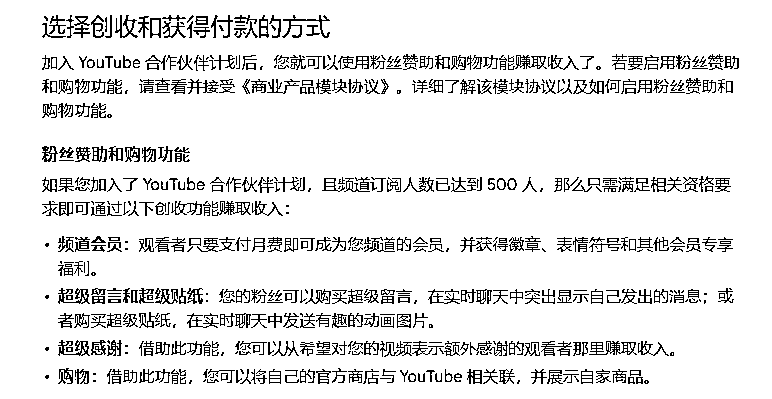 选择创收和获得付款的方式
加入 YouTube 合作伙伴计划后，您就可以使用粉丝赞助和购物功能赚取收入了。若要启用粉丝赞助
和购物功能，请查看并接受《商业产品模块协议》。详细了解该模块协议以及如何启用粉丝赞助和
购物功能。
粉丝赞助和购物功能
如果您加入了 YouTube 合作伙伴计划，且频道订阅人数已达到 500 人，那么只需满足相关资格要
求即可通过以下创收功能赚取收入：
• 频道会员：观看者只要支付月费即可成为您频道的会员，并获得徽章、表情符号和其他会员专享
福利。
• 超级留言和超级贴纸：您的粉丝可以购买超级留言，在实时聊天中突出显示自己发出的消息；或
者购买超级贴纸，在实时聊天中发送有趣的动画图片。
• 超级感谢：借助此功能，您可以从希望对您的视频表示额外感谢的观看者那里赚取收入。
• 购物：借助此功能，您可以将自己的官方商店与 YouTube 相关联，并展示自家商品。